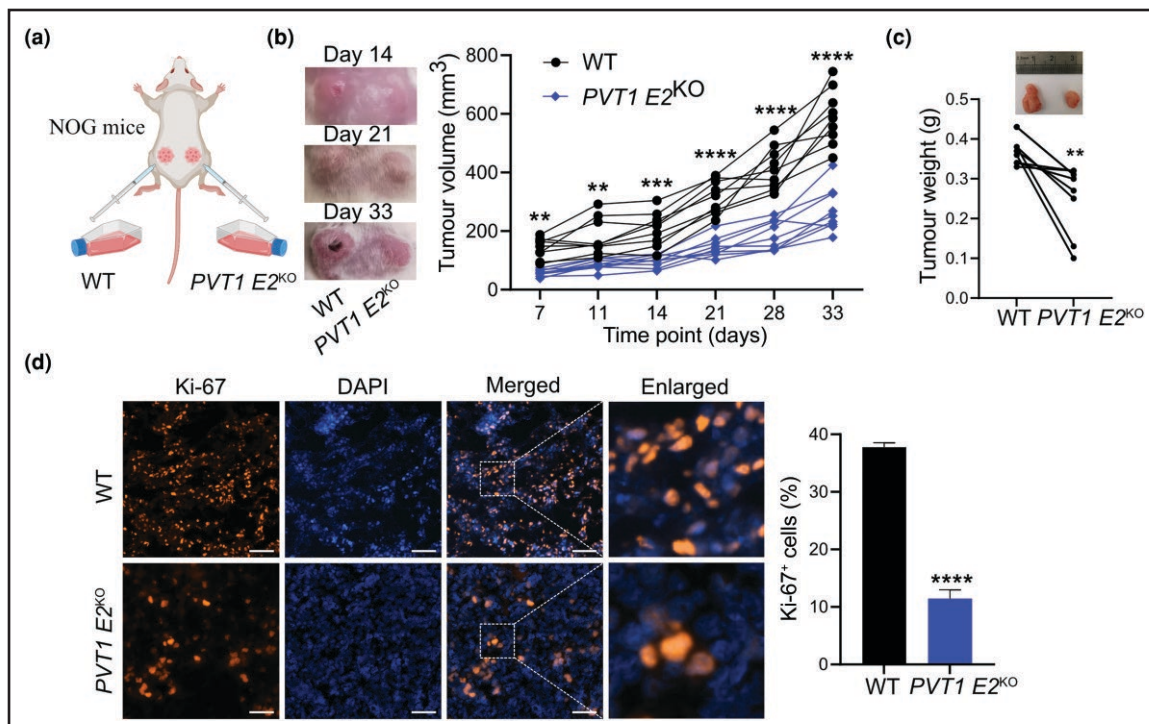 (a)
NOG mice
WT
PVT1 E2KO
(b)
Day 14
Day 21
Day 33
WT
PVT1 E2KO
Tumour volume (mm3)
800
600
400
200
0
WT
PVT1 E2KO
**
**
***
****
****
****
7
11
14
21
28
33
Time point (days)
(c)
1
2
3
Tumour weight (g)
0.5
0.4
0.3
0.2
0.1
0.0
**
WT PVT1 E2KO
(d)
Ki-67
DAPI
Merged
Enlarged
WT
PVT1 E2KO
Ki-67+ cells (%)
40
30
20
10
0
****
WT PVT1 E2KO